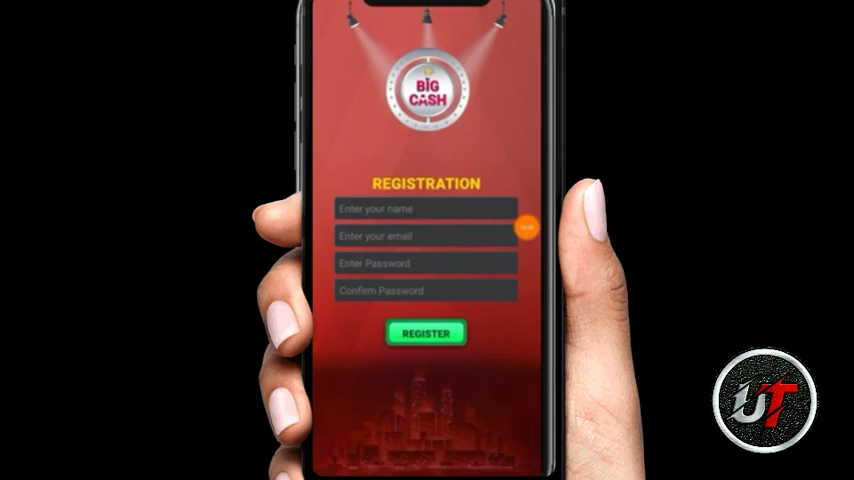 BIG
CASH
REGISTRATION
Enter your name
Enter your email
Enter Password
Confirm Password
REGISTER
UT